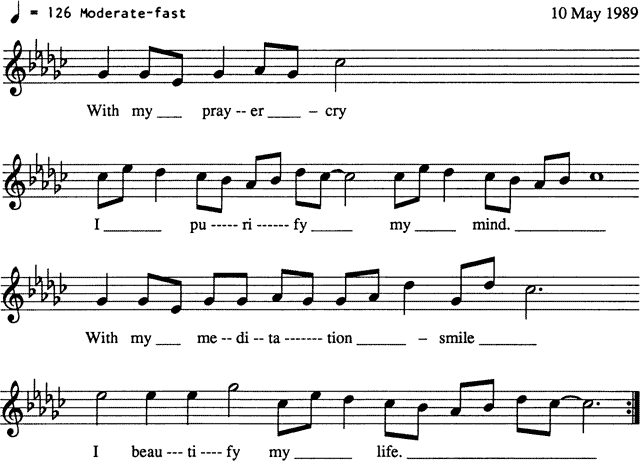 ♩ = 126 Moderate-fast 10 May 1989
With my ___ pray -- er ____ – cry
I _______ pu ----- ri ------ fy _____ my _____ mind. ___________
With my ___ me -- di -- ta ------- tion ______ – smile _______
I beau --- ti -- fy my _______ life. _______________________